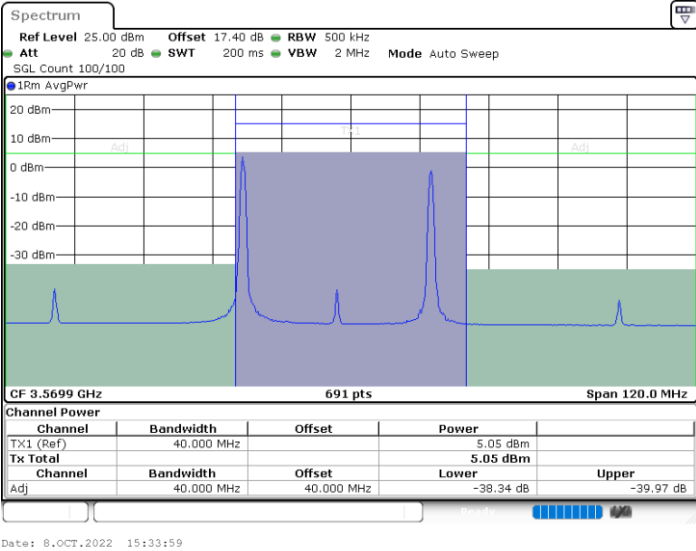 Spectrum
Ref Level 25.00 dBm Offset 17.40 dB RBW 500 kHz
Att 20 dB SWT 200 ms VBW 2 MHz Mode Auto Sweep
SGL Count 100/100
1Rm AvgPwr
20 dBm
TX1
10 dBm
Adj Adj
0 dBm
-10 dBm
-20 dBm
-30 dBm
CF 3.5699 GHz 691 pts Span 120.0 MHz
Channel Power
Channel Bandwidth Offset Power
TX1 (Ref) 40.000 MHz 5.05 dBm
Tx Total 5.05 dBm
Channel Bandwidth Offset Lower Upper
Adj 40.000 MHz 40.000 MHz -38.34 dB -39.97 dB
Ready
Date: 8.OCT.2022 15:33:59